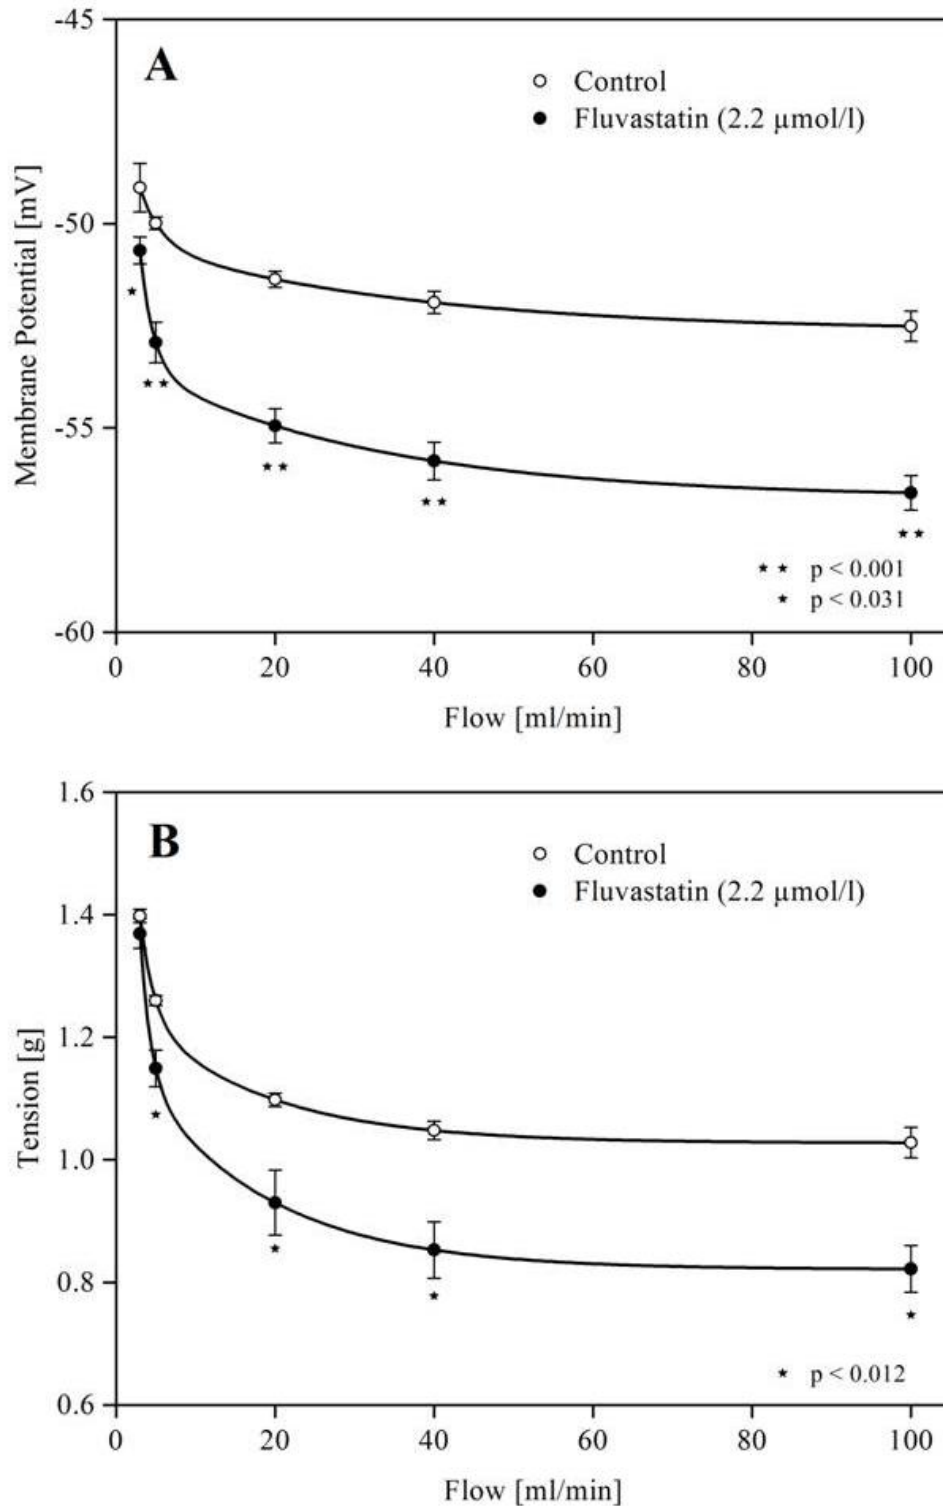 -45
A
○ Control
● Fluvastatin (2.2 µmol/l)
-50
Membrane Potential [mV]
★
★ ★
-55
★★
★★
★★
★ ★ p < 0.001
★ p < 0.031
-60
0 20 40 60 80 100
Flow [ml/min]
1.6
B
○ Control
● Fluvastatin (2.2 µmol/l)
1.4
1.2
Tension [g]
★
1.0
★
0.8
★
★
★ p < 0.012
0.6
0 20 40 60 80 100
Flow [ml/min]